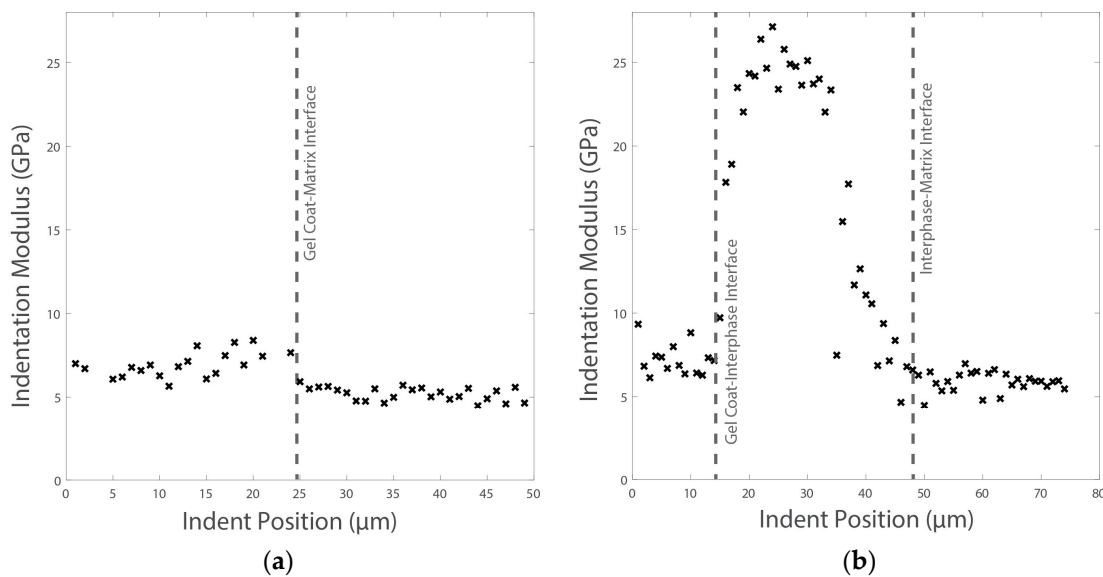 25
20
15
10
5
0
Indentation Modulus (GPa)
Gel Coat-Matrix Interface
0 5 10 15 20 25 30 35 40 45 50
Indent Position (µm)
(a)
25
20
15
10
5
0
Indentation Modulus (GPa)
Gel Coat-Interphase Interface
Interphase-Matrix Interface
0 10 20 30 40 50 60 70 80
Indent Position (µm)
(b)